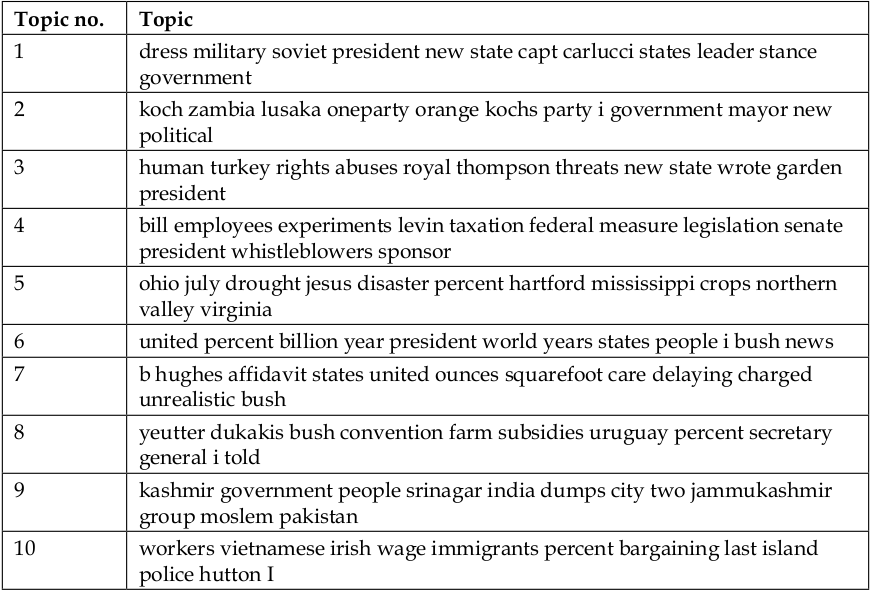 Topic no. Topic
1 dress military soviet president new state capt carlucci states leader stance
government
2 koch zambia lusaka oneparty orange kochs party i government mayor new
political
3 human turkey rights abuses royal thompson threats new state wrote garden
president
4 bill employees experiments levin taxation federal measure legislation senate
president whistleblowers sponsor
5 ohio july drought jesus disaster percent hartford mississippi crops northern
valley virginia
6 united percent billion year president world years states people i bush news
7 b hughes affidavit states united ounces squarefoot care delaying charged
unrealistic bush
8 yeutter dukakis bush convention farm subsidies uruguay percent secretary
general i told
9 kashmir government people srinagar india dumps city two jammukashmir
group moslem pakistan
10 workers vietnamese irish wage immigrants percent bargaining last island
police hutton I